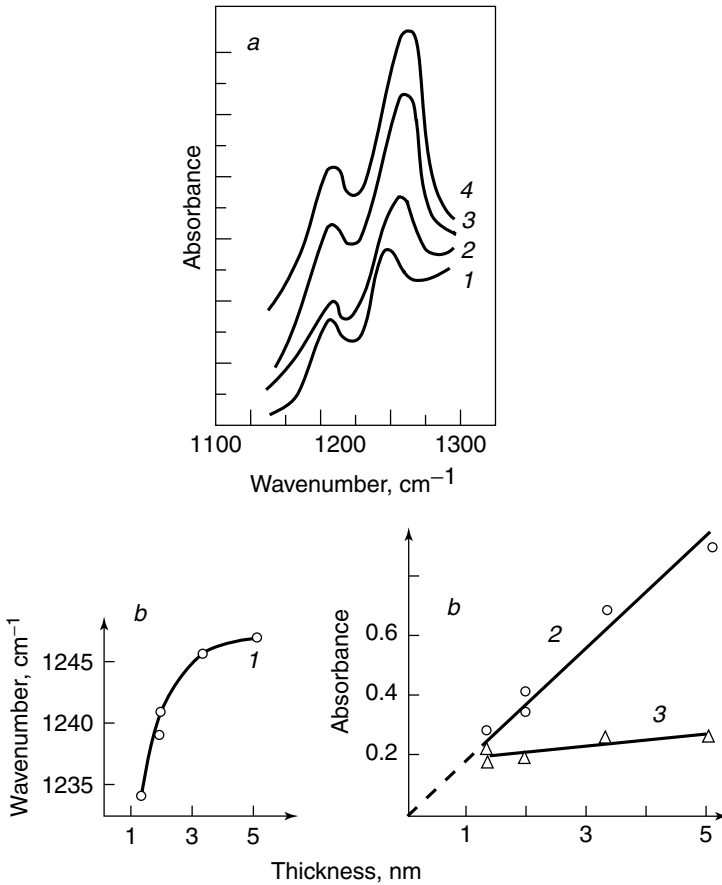 a
Absorbance
4
3
2
1
1100 1200 1300
Wavenumber, cm−1
b
Wavenumber, cm−1
1245
1240
1235
1
1 3 5
b
Absorbance
0.6
0.4
0.2
2
3
1 3 5
Thickness, nm